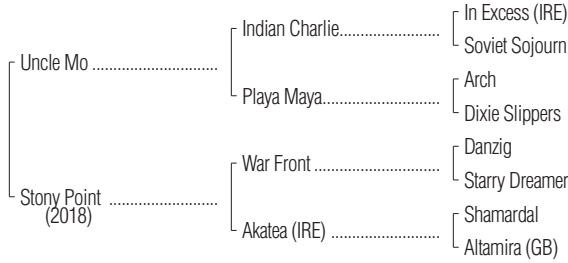 In Excess (IRE)
Indian Charlie..........................
Soviet Sojourn
Uncle Mo ................................
Arch
Playa Maya..............................
Dixie Slippers
Danzig
War Front ................................
Starry Dreamer
Stony Point ............................
(2018)
Shamardal
Akatea (IRE) ............................
Altamira (GB)